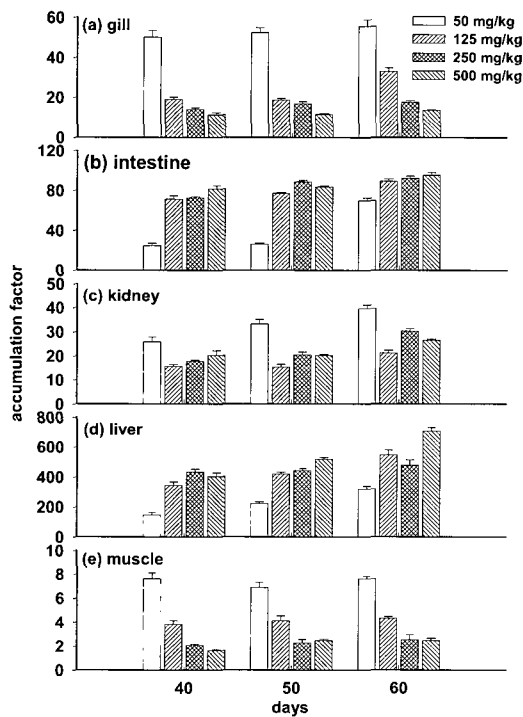 (a) gill
50 mg/kg
125 mg/kg
250 mg/kg
500 mg/kg
60
40
20
0
(b) intestine
120
80
40
0
(c) kidney
50
40
30
20
10
0
accumulation factor
(d) liver
800
600
400
200
0
(e) muscle
10
8
6
4
2
0
40 50 60
days